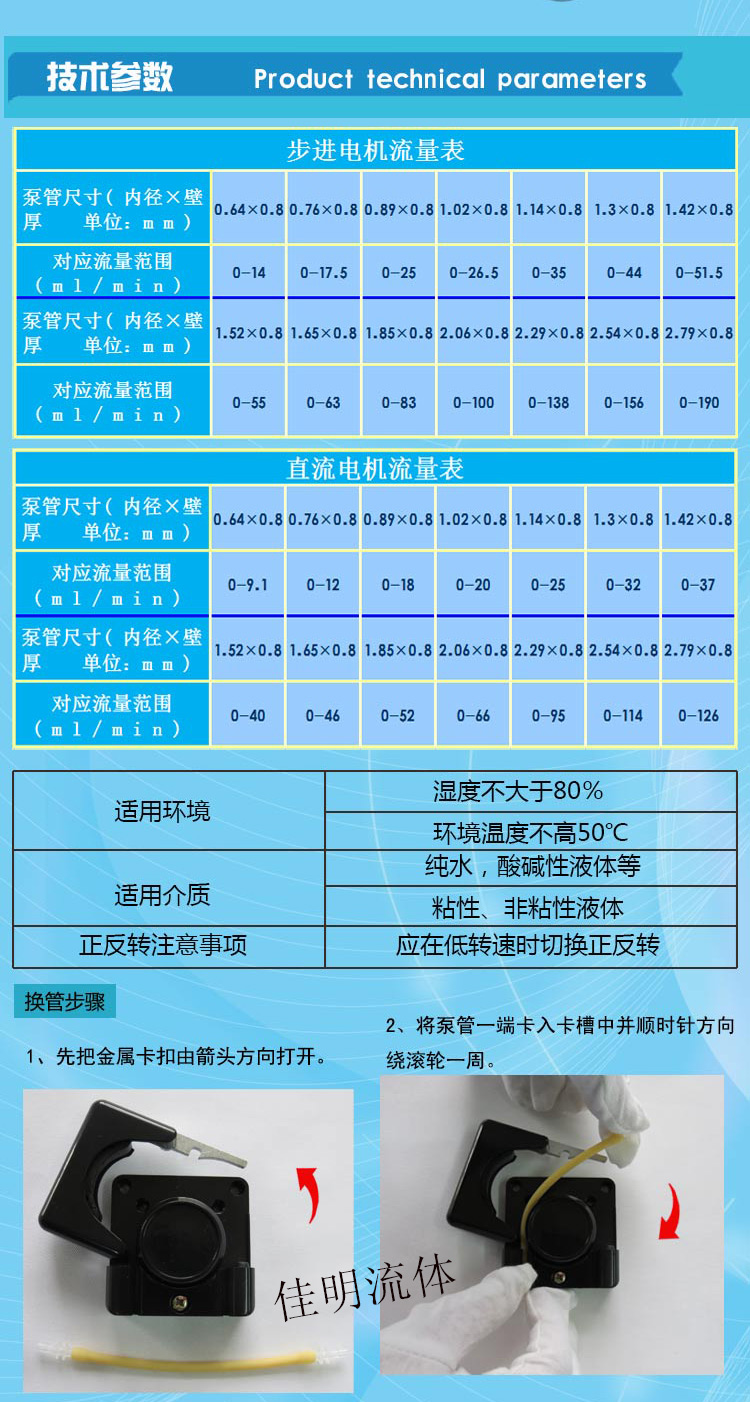 技术参数 Product technical parameters
步进电机流量表
泵管尺寸( 内径×壁 0.64×0.8 0.76×0.8 0.89×0.8 1.02×0.8 1.14×0.8 1.3×0.8 1.42×0.8
厚 单位：mm)
对应流量范围 0-14 0-17.5 0-25 0-26.5 0-35 0-44 0-51.5
(ml/min)
泵管尺寸( 内径×壁 1.52×0.8 1.65×0.8 1.85×0.8 2.06×0.8 2.29×0.8 2.54×0.8 2.79×0.8
厚 单位：mm)
对应流量范围 0-55 0-63 0-83 0-100 0-138 0-156 0-190
(ml/min)
直流电机流量表
泵管尺寸( 内径×壁 0.64×0.8 0.76×0.8 0.89×0.8 1.02×0.8 1.14×0.8 1.3×0.8 1.42×0.8
厚 单位：mm)
对应流量范围 0-9.1 0-12 0-18 0-20 0-25 0-32 0-37
(ml/min)
泵管尺寸( 内径×壁 1.52×0.8 1.65×0.8 1.85×0.8 2.06×0.8 2.29×0.8 2.54×0.8 2.79×0.8
厚 单位：mm)
对应流量范围 0-40 0-46 0-52 0-66 0-95 0-114 0-126
(ml/min)
适用环境 湿度不大于80%
环境温度不高50℃
适用介质 纯水，酸碱性液体等
粘性、非粘性液体
正反转注意事项 应在低转速时切换正反转
换管步骤
1、先把金属卡扣由箭头方向打开。
2、将泵管一端卡入卡槽中并顺时针方向
绕滚轮一周。
佳明流体